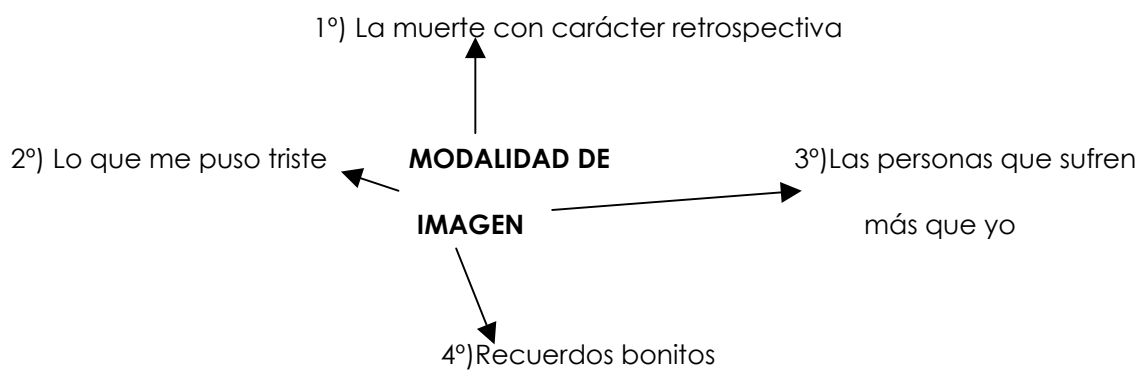 1º) La muerte con carácter retrospectiva
2º) Lo que me puso triste
MODALIDAD DE
3º)Las personas que sufren
IMAGEN
más que yo
4º)Recuerdos bonitos